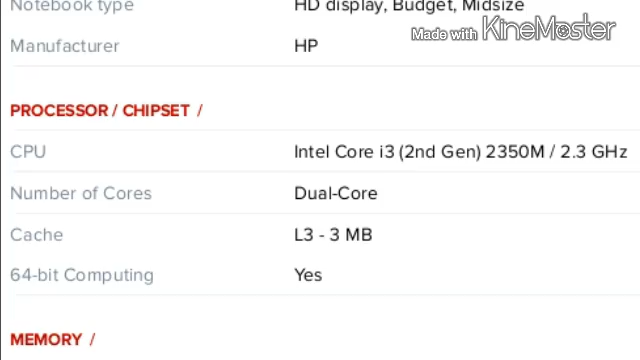 Notebook type HD display, Budget, Midsize
Made with KINEMASTER
Manufacturer HP
PROCESSOR / CHIPSET /
CPU Intel Core i3 (2nd Gen) 2350M / 2.3 GHz
Number of Cores Dual-Core
Cache L3 - 3 MB
64-bit Computing Yes
MEMORY /